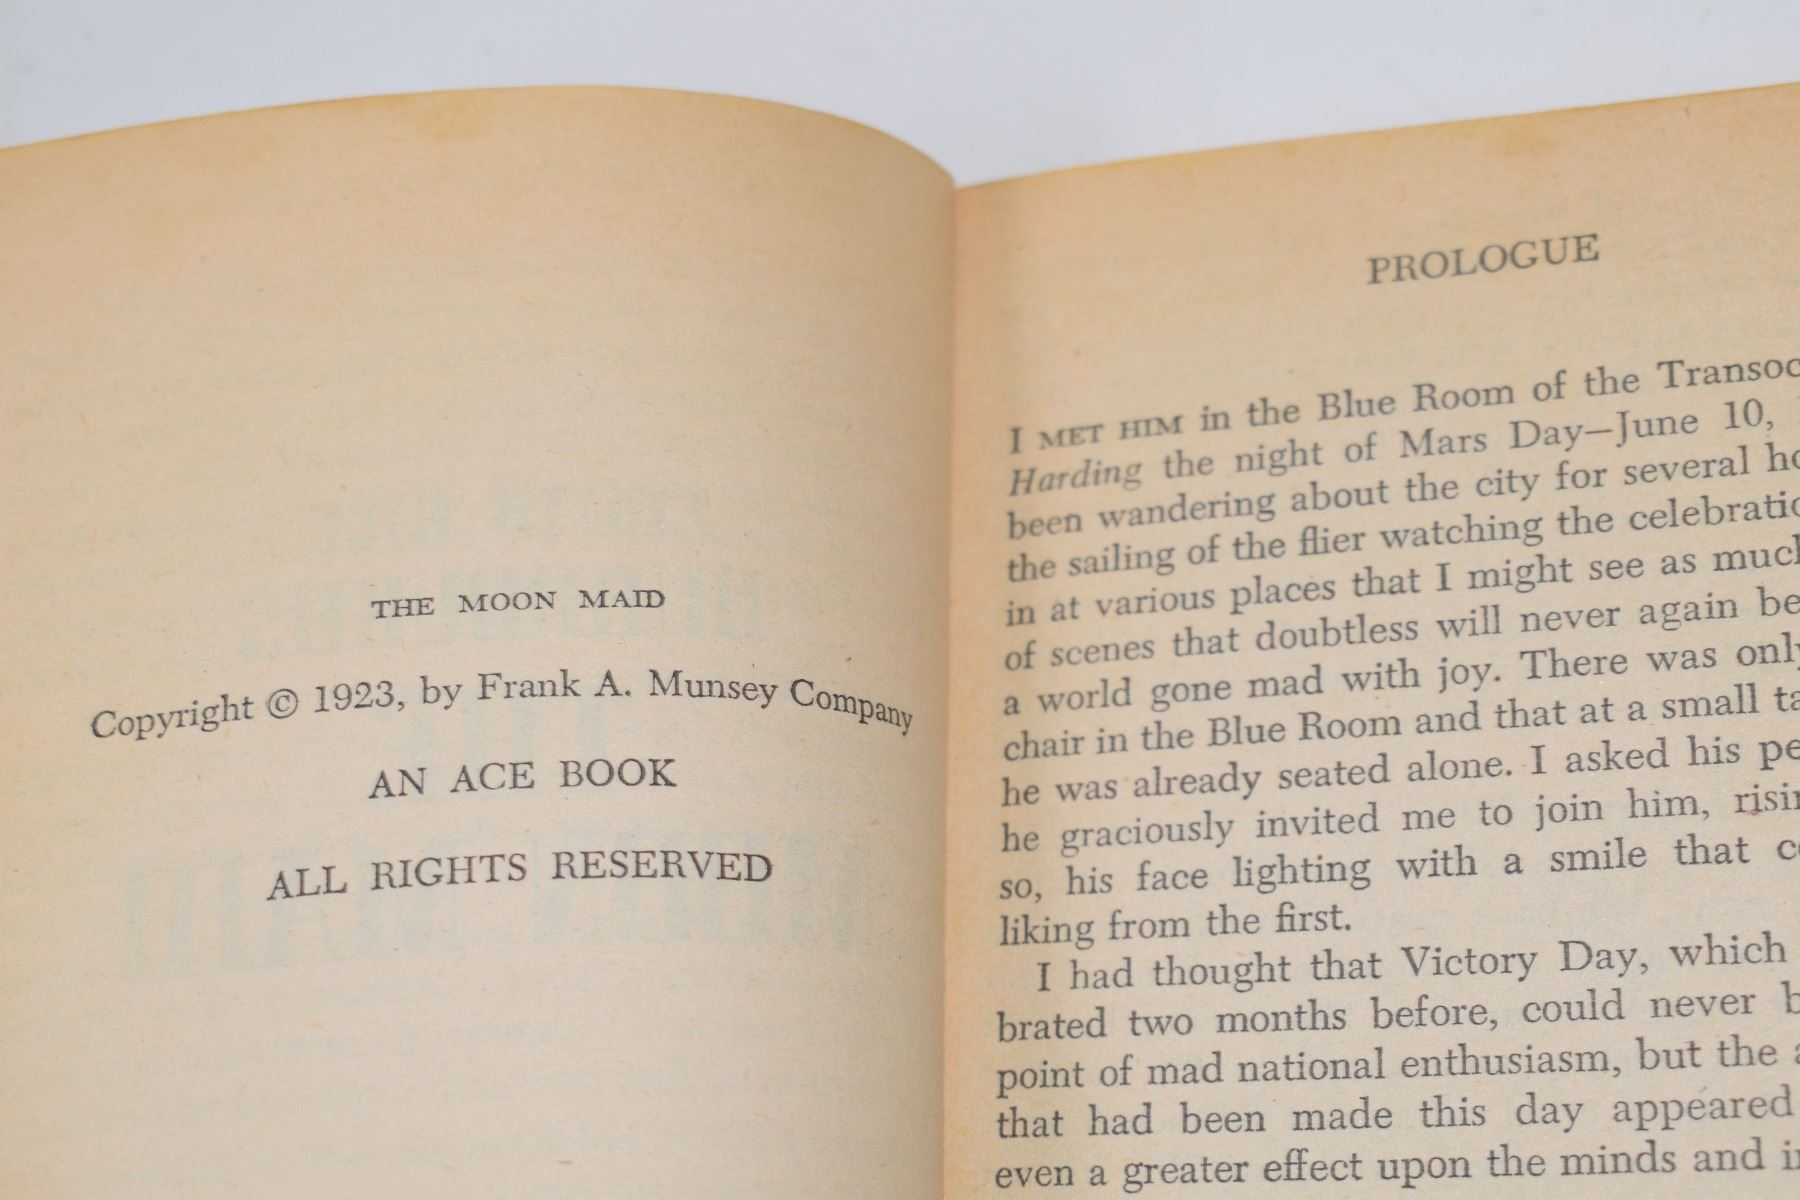 THE MOON MAID
Copyright © 1923, by Frank A. Munsey Company
AN ACE BOOK
ALL RIGHTS RESERVED
PROLOGUE
I MET HIM in the Blue Room of the
Harding the night of Mars Day—June 10,
been wandering about the city for several
the sailing of the flier watching the
in at various places that I might see as
of scenes that doubtless will never again
a world gone mad with joy. There was
chair in the Blue Room and that at a small
he was already seated alone. I asked his
he graciously invited me to join him,
so, his face lighting with a smile that
liking from the first.
I had thought that Victory Day, which
brated two months before, could never
point of mad national enthusiasm, but the
that had been made this day appeared
even a greater effect upon the minds and